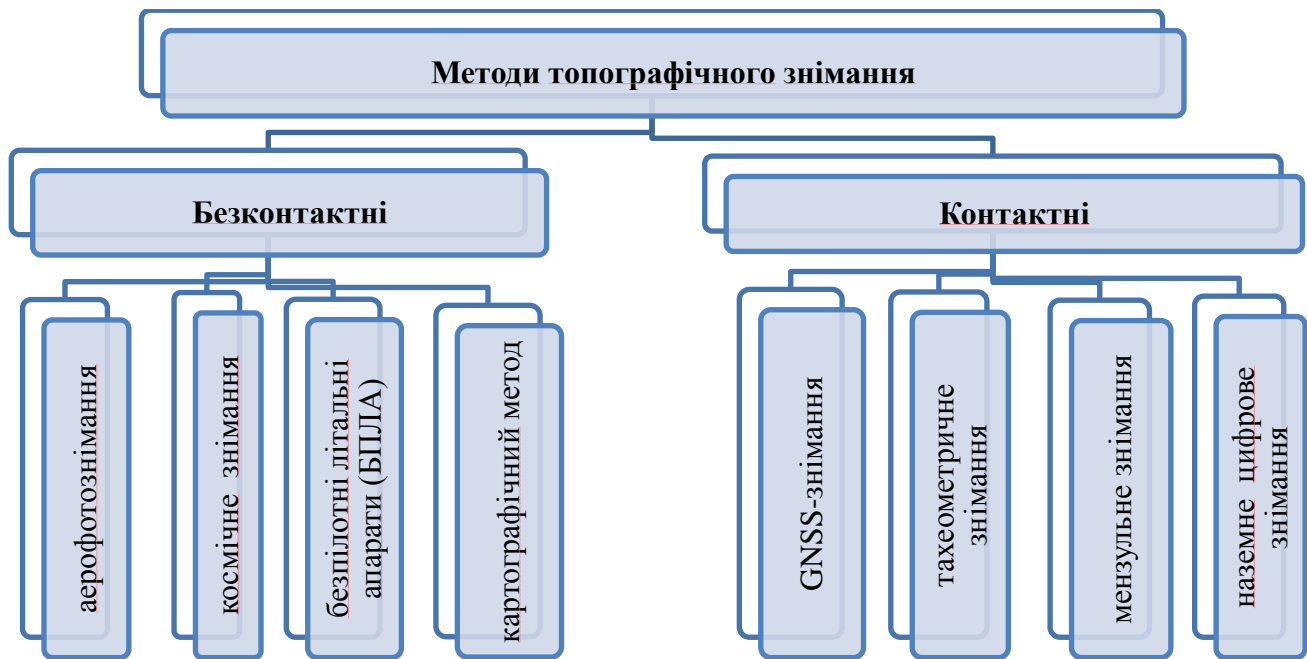 Методи топографічного знімання
Безконтактні
Контактні
аерофотознімання
космічне знімання
безпілотні літальні
апарати (БПЛА)
картографічний метод
GNSS-знімання
тахеометричне
знімання
мензульне знімання
наземне цифрове
знімання